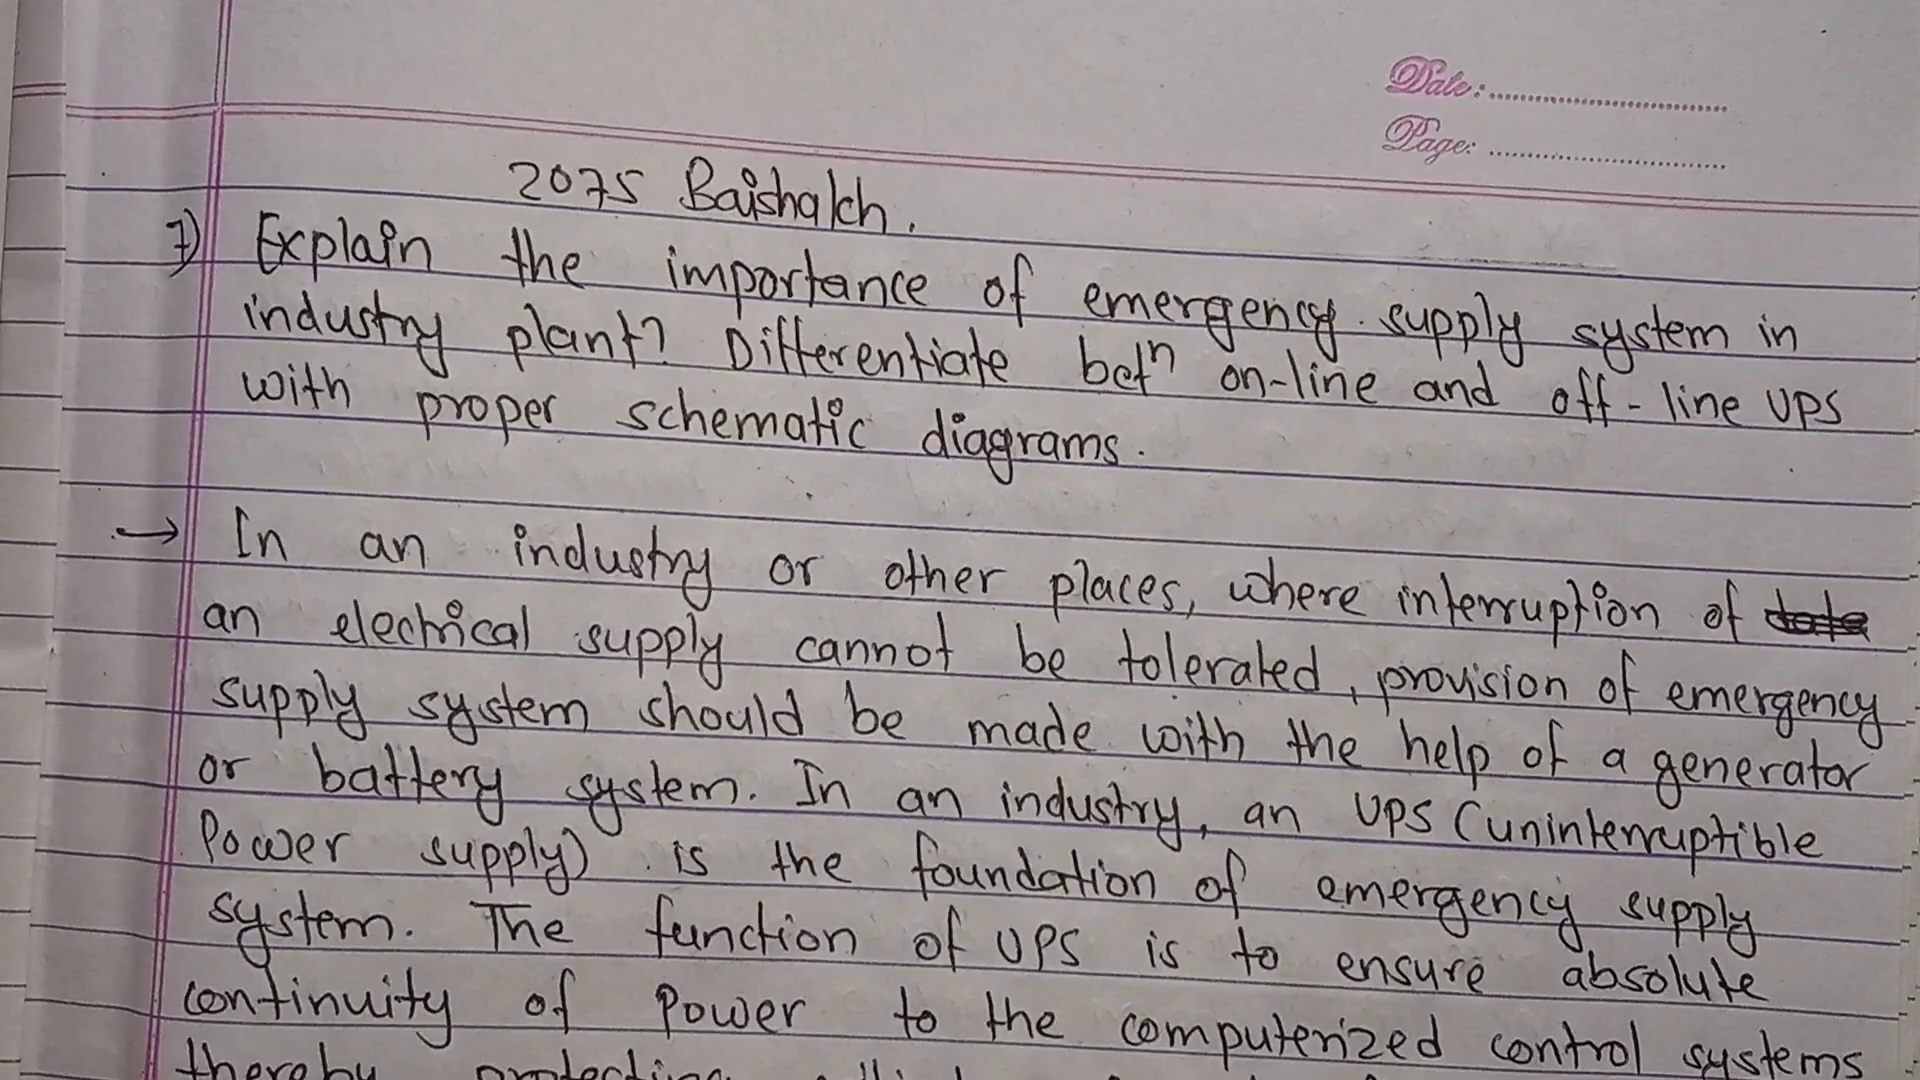 Date:
Page:
2075 Baishakh.
7) Explain the importance of emergency supply system in
industry plant? Differentiate betn on-line and off-line UPS
with proper schematic diagrams.
→ In an industry or other places, where interruption of
an electrical supply cannot be tolerated, provision of emergency
supply system should be made with the help of a generator
or battery system. In an industry, an UPS (uninterruptible
Power supply) is the foundation of emergency supply
system. The function of UPS is to ensure absolute
continuity of power to the computerized control systems
thereby protecting